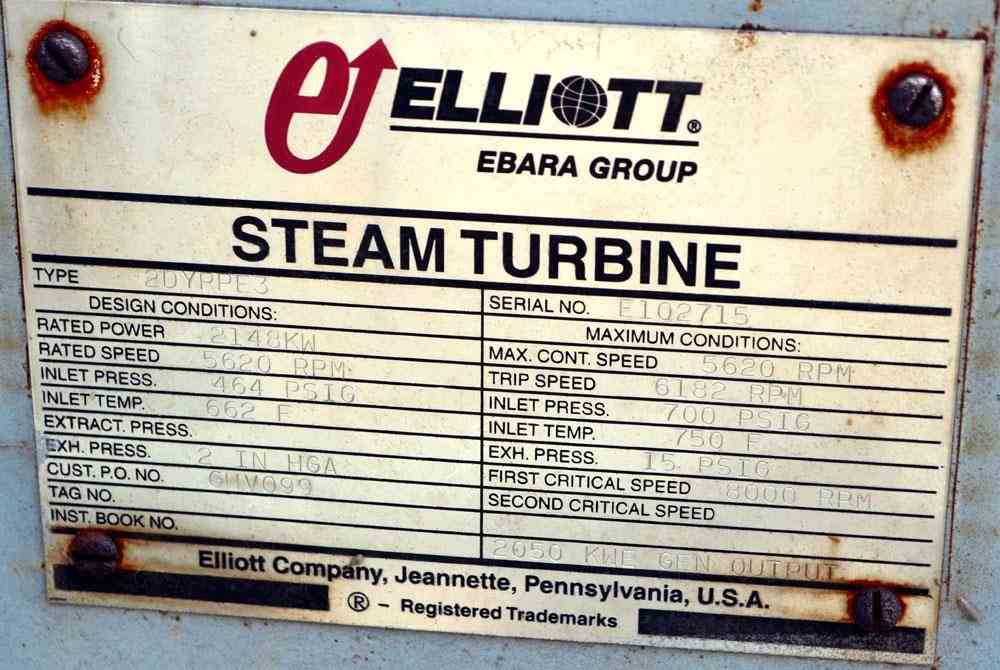 ELLIOTT®
EBARA GROUP
STEAM TURBINE
TYPE 2DYRPE3
SERIAL NO. E102715
DESIGN CONDITIONS:
RATED POWER 2148KW
RATED SPEED 5620 RPM
INLET PRESS. 464 PSIG
INLET TEMP. 662 F
EXTRACT. PRESS.
EXH. PRESS. 2 IN HGA
CUST. P.O. NO.
TAG NO.
INST. BOOK NO.
MAXIMUM CONDITIONS:
MAX. CONT. SPEED 5620 RPM
TRIP SPEED 6182 RPM
INLET PRESS. 700 PSIG
INLET TEMP. 750 F
EXH. PRESS. 15 PSIG
FIRST CRITICAL SPEED 8000 RPM
SECOND CRITICAL SPEED
2050 KWE GEN OUTPUT
Elliott Company, Jeannette, Pennsylvania, U.S.A.
® – Registered Trademarks